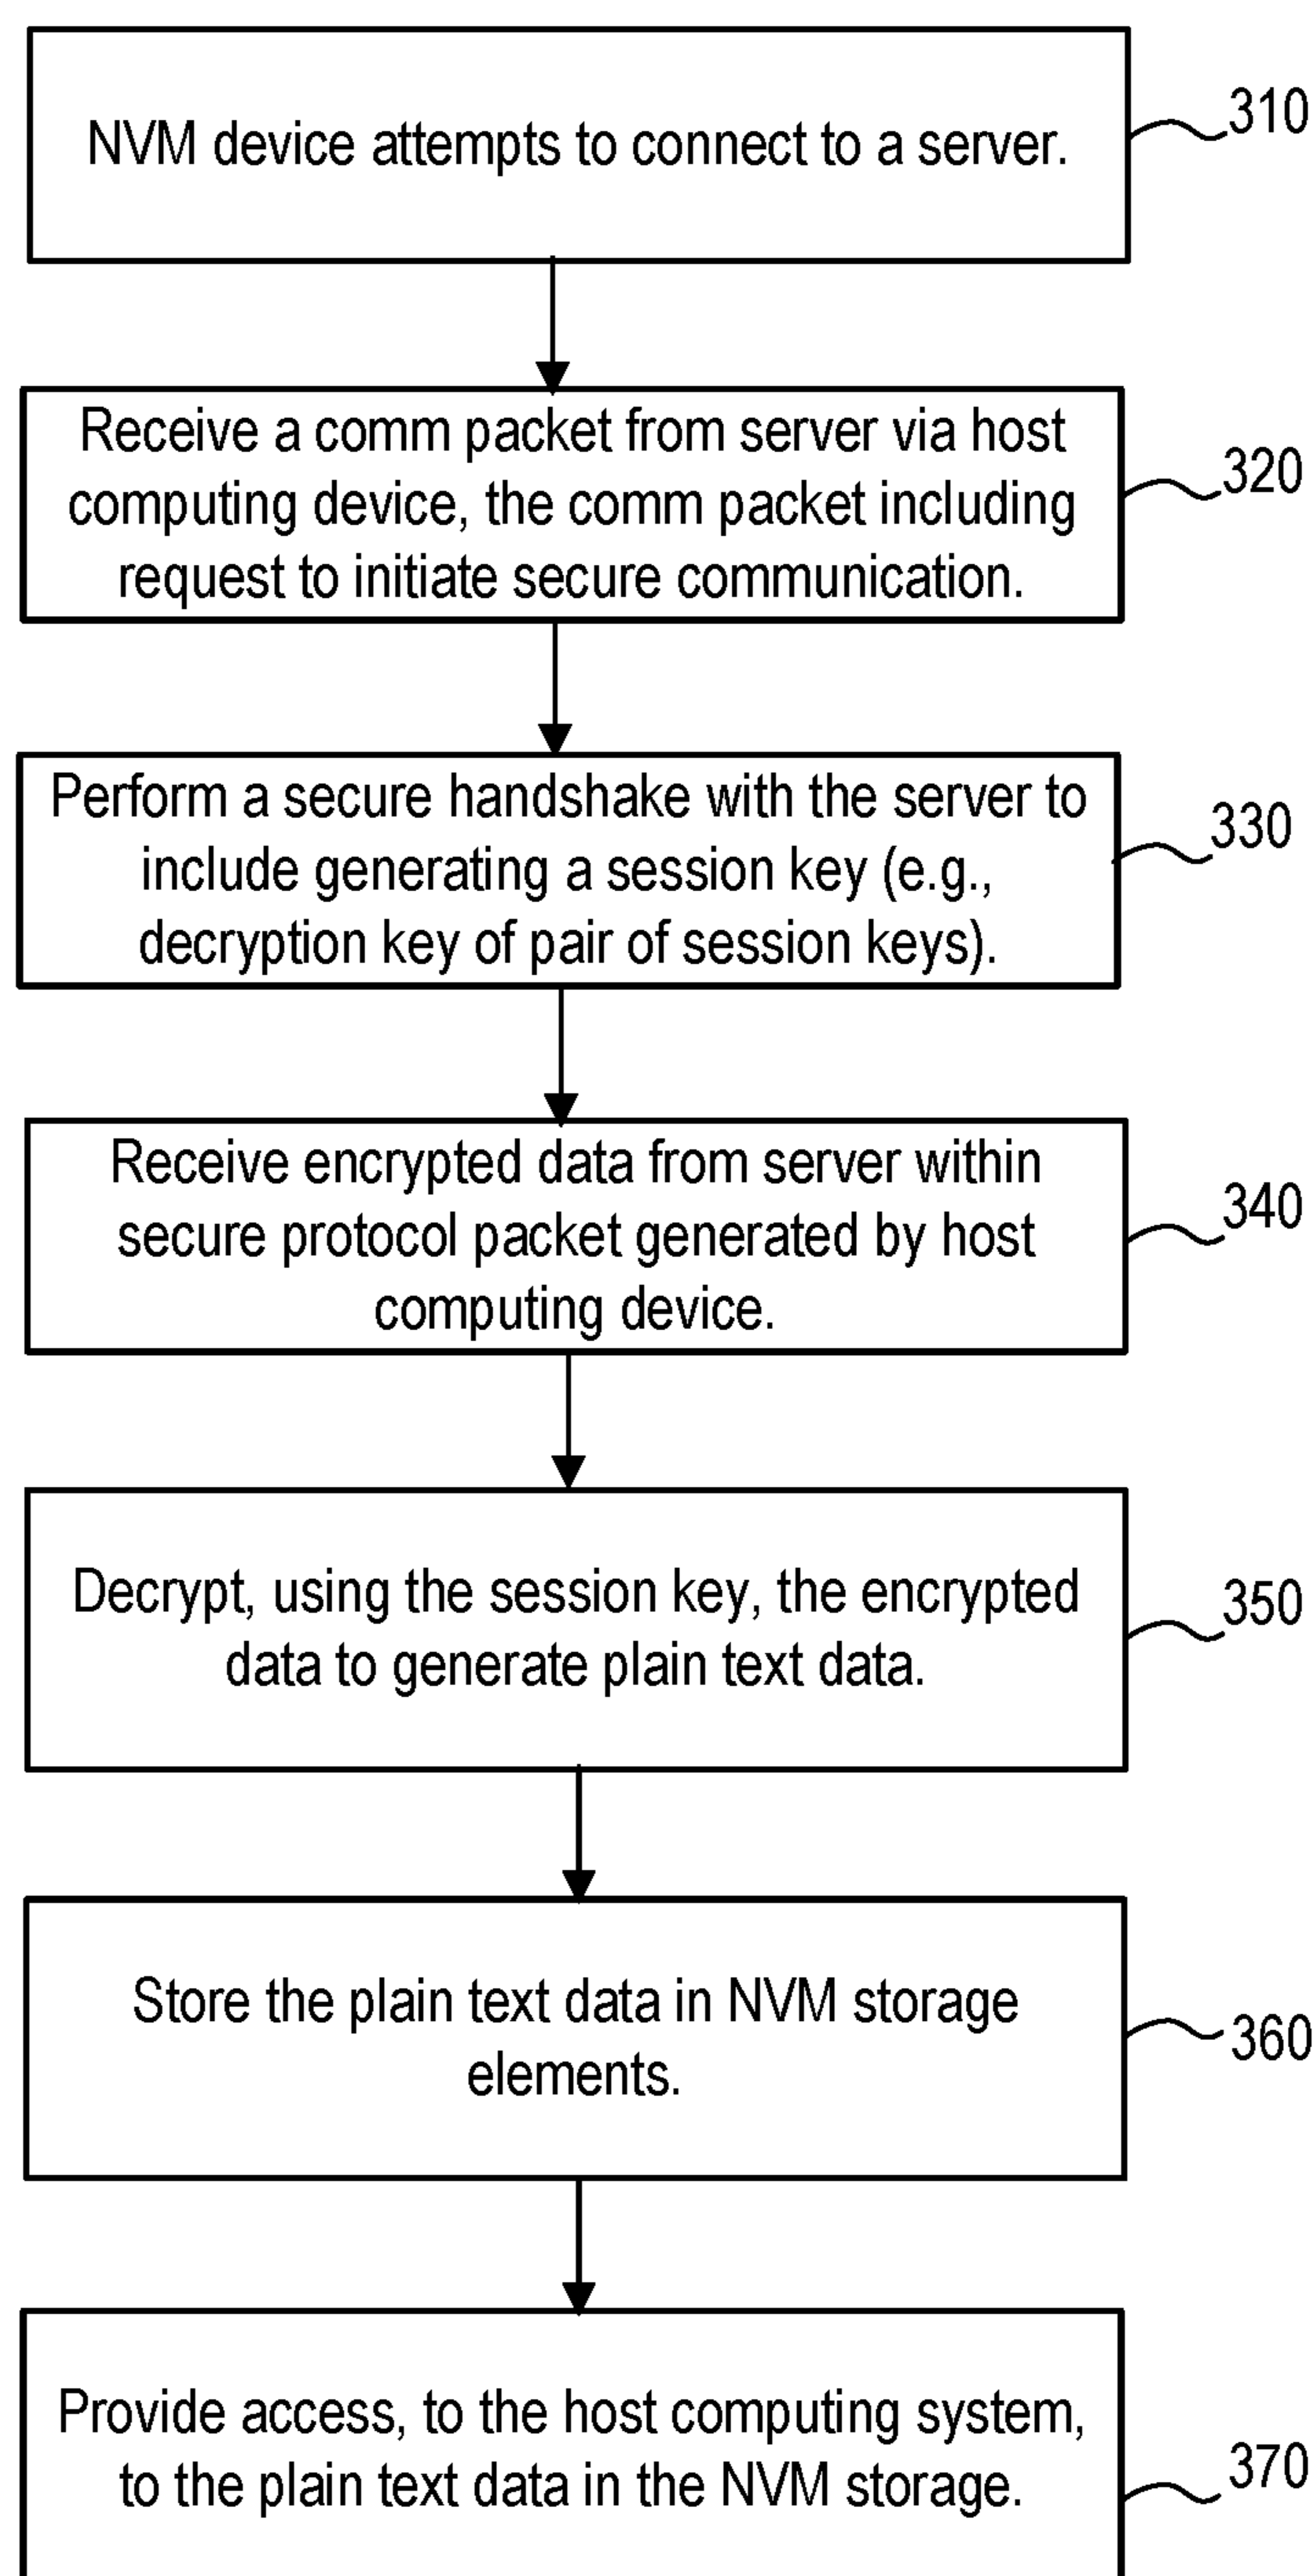 NVM device attempts to connect to a server.
310
Receive a comm packet from server via host
computing device, the comm packet including
request to initiate secure communication.
320
Perform a secure handshake with the server to
include generating a session key (e.g.,
decryption key of pair of session keys).
330
Receive encrypted data from server within
secure protocol packet generated by host
computing device.
340
Decrypt, using the session key, the encrypted
data to generate plain text data.
350
Store the plain text data in NVM storage
elements.
360
Provide access, to the host computing system,
to the plain text data in the NVM storage.
370